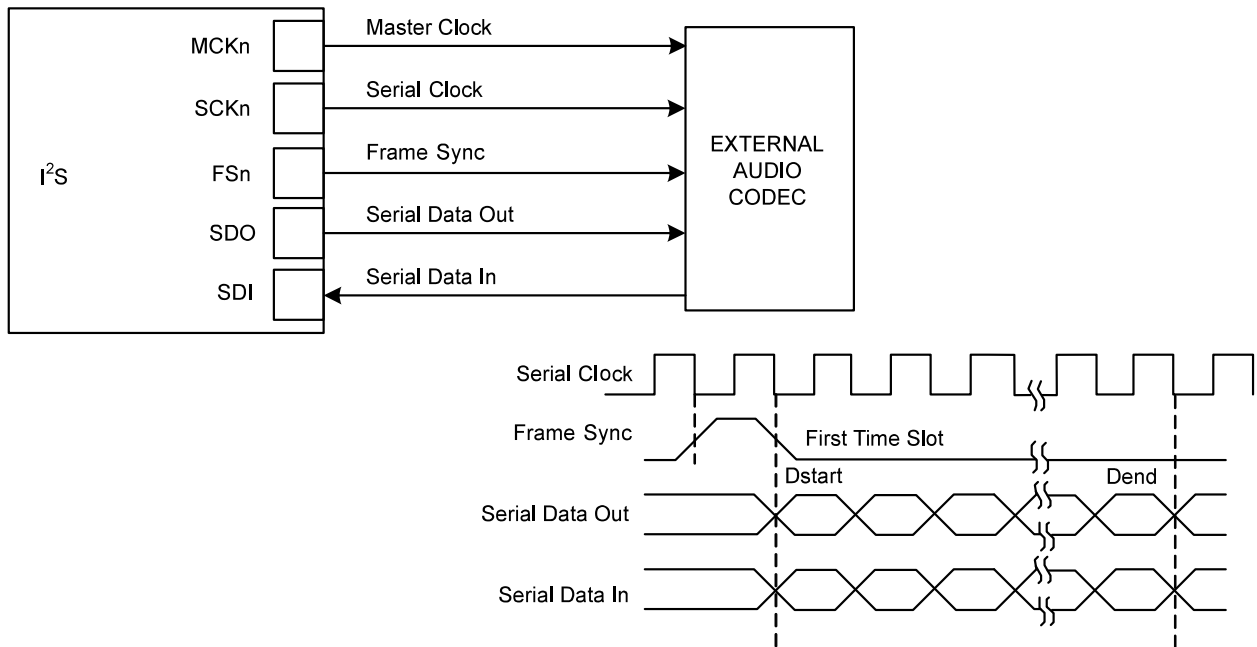 MCKn
Master Clock
SCKn
Serial Clock
I²S
FSn
Frame Sync
EXTERNAL
AUDIO
CODEC
SDO
Serial Data Out
SDI
Serial Data In
Serial Clock
Frame Sync
First Time Slot
Dstart
Dend
Serial Data Out
Serial Data In